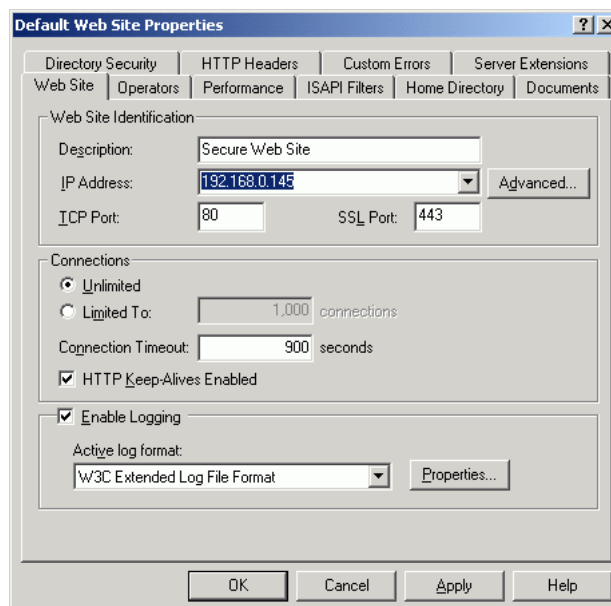 Default Web Site Properties
Directory Security HTTP Headers Custom Errors Server Extensions
Web Site Operators Performance ISAPI Filters Home Directory Documents
Web Site Identification
Description: Secure Web Site
IP Address: 192.168.0.145 Advanced...
TCP Port: 80 SSL Port: 443
Connections
Unlimited
Limited To: 1,000 connections
Connection Timeout: 900 seconds
HTTP Keep-Alives Enabled
Enable Logging
Active log format:
W3C Extended Log File Format Properties...
OK Cancel Apply Help